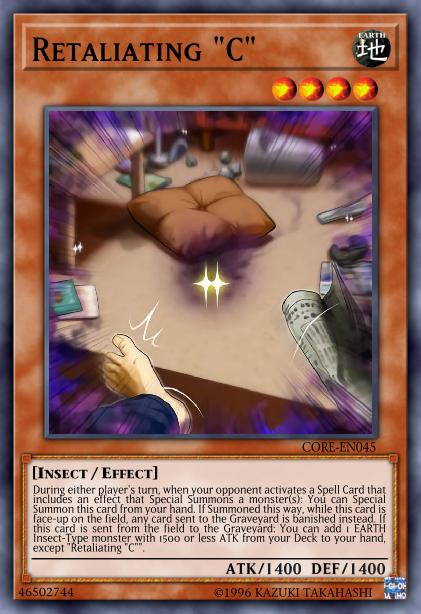 RETALIATING "C"
EARTH
地
CORE-EN045
[INSECT / EFFECT]
During either player's turn, when your opponent activates a Spell Card that
includes an effect that Special Summons a monster(s): You can Special
Summon this card from your hand. If Summoned this way, while this card is
face-up on the field, any card sent to the Graveyard is banished instead. If
this card is sent from the field to the Graveyard: You can add 1 EARTH
Insect-Type monster with 1500 or less ATK from your Deck to your hand,
except "Retaliating "C"".
ATK/1400 DEF/1400
46502744
©1996 KAZUKI TAKAHASHI